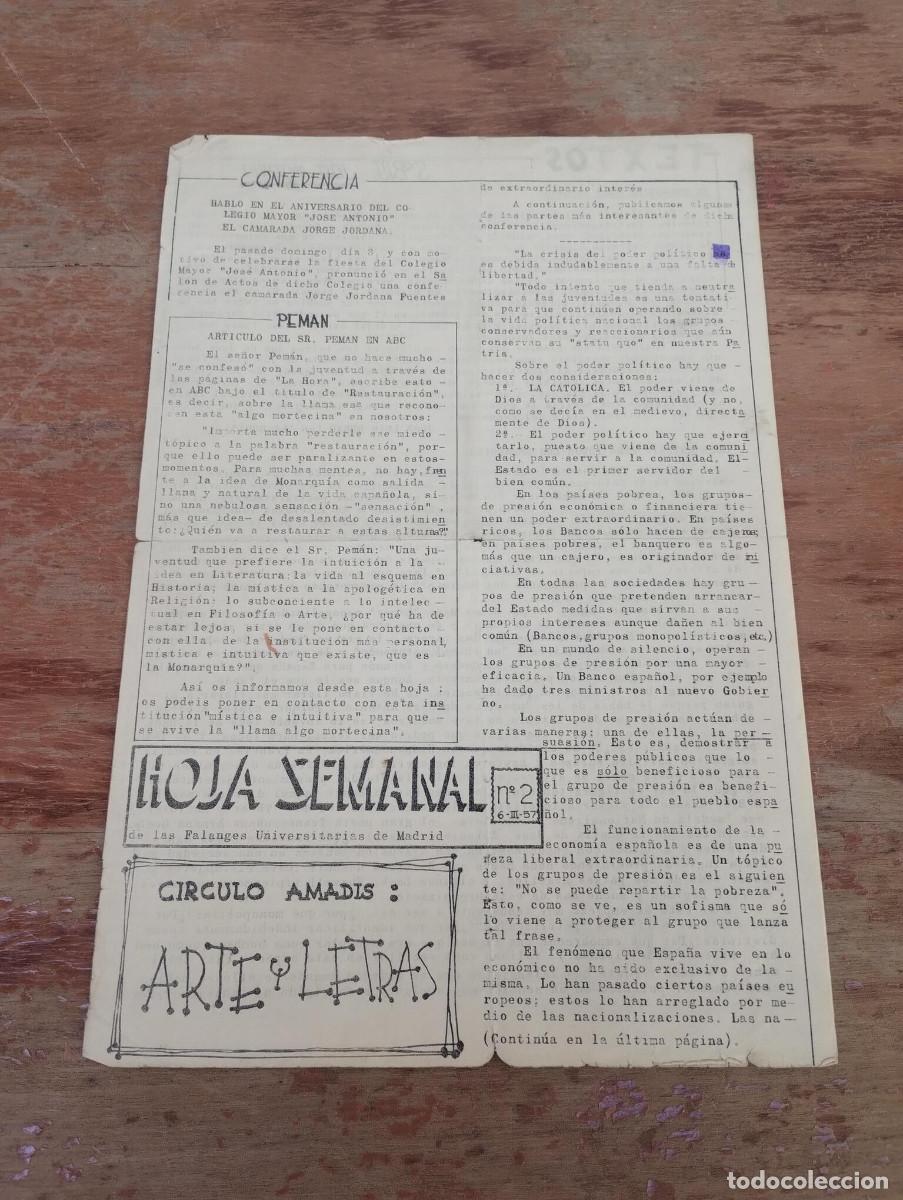 CONFERENCIA
HABLO EN EL ANIVERSARIO DEL CO-
LEGIO MAYOR "JOSE ANTONIO"
EL CAMARADA JORGE JORDANA.
El pasado domingo, día 3, y con mo-
tivo de celebrarse la fiesta del Colegio
Mayor "José Antonio", pronunció en el Sa
lon de Actos de dicho Colegio una confe-
rencia el camarada Jorge Jordana Fuentes
de extraordinario interés
A continuación, publicamos algunas
de las partes más interesantes de dicha
conferencia.
----------
"La crisis del poder político no
es debida indudablemente a una falta de
libertad."
"Todo intento que tienda a neutra
lizar a las juventudes es una tentati-
va para que continuen operando sobre
la vida política nacional los grupos
conservadores y reaccionarios que aún
conservan su "statu quo" en nuestra Pa
tria.
Sobre el poder político hay que -
hacer dos consideraciones:
1ª. LA CATOLICA. El poder viene de
Dios a través de la comunidad (y no,
como se decía en el medievo, directa
mente de Dios).
2ª. El poder político hay que ejerci
tarlo, puesto que viene de la comuni
dad, para servir a la comunidad. El-
Estado es el primer servidor del -
bien común.
En los países pobres, los grupos-
de presión económica o financiera tie-
nen un poder extraordinario. En países
ricos, los Bancos sólo hacen de cajeros;
en países pobres, el banquero es algo-
más que un cajero, es originador de ini
ciativas.
En todas las sociedades hay gru -
pos de presión que pretenden arrancar-
del Estado medidas que sirvan a sus-
propios intereses aunque dañen al bien
común (Bancos, grupos monopolísticos, etc.)
En un mundo de silencio, operan -
los grupos de presión por una mayor -
eficacia. Un Banco español, por ejemplo
ha dado tres ministros al nuevo Gobier
no.
Los grupos de presión actúan de -
varias maneras: una de ellas, la per -
suasión. Esto es, demostrar a
los poderes públicos que lo -
que es sólo beneficioso para -
el grupo de presión es benefi-
cioso para todo el pueblo espa
ñol.
El funcionamiento de la -
economía española es de una pu
reza liberal extraordinaria. Un tópico
de los grupos de presión es el siguien
te: "No se puede repartir la pobreza".
Esto, como se ve, es un sofisma que só
lo viene a proteger al grupo que lanza
tal frase.
El fenómeno que España vive en lo
económico no ha sido exclusivo de la -
misma. Lo han pasado ciertos países eu
ropeos; estos lo han arreglado por me-
dio de las nacionalizaciones. Las na-
(Continúa en la última página).
PEMAN
ARTICULO DEL SR. PEMAN EN ABC
El señor Pemán, que no hace mucho -
"se confesó" con la juventud a través de
las páginas de "La Hora", escribe esto -
en ABC bajo el titulo de "Restauración",
es decir, sobre la llama esa que recono-
cen esta "algo mortecina" en nosotros:
"Importa mucho perderle ese miedo -
tópico a la palabra "restauración", por-
que ello puede ser paralizante en estos-
momentos. Para muchas mentes, no hay, fren
te a la idea de Monarquía como salida -
llana y natural de la vida española, si-
no una nebulosa sensación -"sensación",
más que idea- de desalentado desistimien
to: ¿Quién va a restaurar a estas alturas?"
Tambien dice el Sr. Pemán: "Una ju-
ventud que prefiere la intuición a la -
idea en Literatura: la vida al esquema en
Historia; la mística a la apologética en
Religión: lo subconciente a lo intelec -
tual en Filosofía o Arte, ¿por qué ha de
estar lejos, si se le pone en contacto -
con ella, de la institución más personal,
mística e intuitiva que existe, que es
la Monarquía?".
Así os informamos desde esta hoja :
os podeis poner en contacto con esta ins
titución "mística e intuitiva" para que -
se avive la "llama algo mortecina".
HOJA SEMANAL
nº 2
6-III-57
de las Falanges Universitarias de Madrid
CIRCULO AMADIS :
ARTE Y LETRAS
todocoleccion